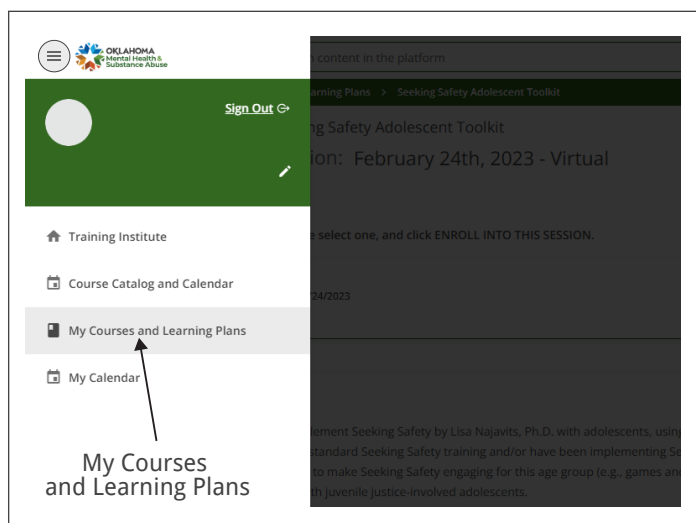 OKLAHOMA
Mental Health &
Substance Abuse
content in the platform
Sign Out
arning Plans > Seeking Safety Adolescent Toolkit
ng Safety Adolescent Toolkit
ion: February 24th, 2023 - Virtual
Training Institute
e select one, and click ENROLL INTO THIS SESSION.
Course Catalog and Calendar
/24/2023
My Courses and Learning Plans
My Calendar
lement Seeking Safety by Lisa Najavits, Ph.D. with adolescents, using
standard Seeking Safety training and/or have been implementing Se
to make Seeking Safety engaging for this age group (e.g., games and
th juvenile justice-involved adolescents.
My Courses
and Learning Plans